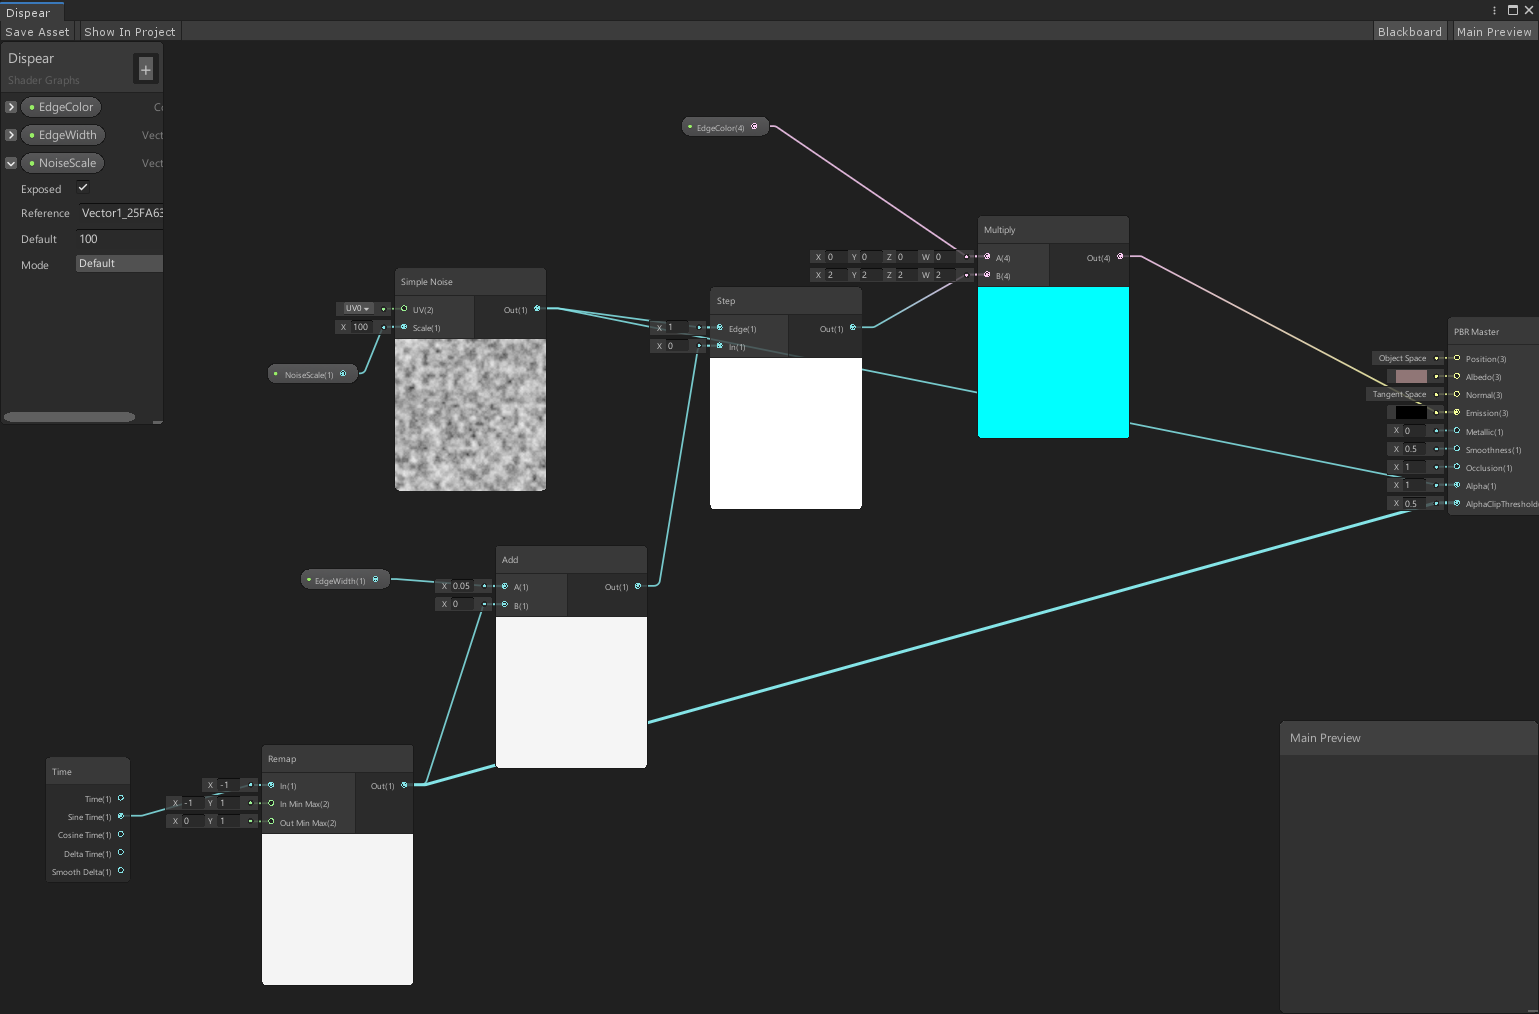 Dispear
Save Asset
Show In Project
Blackboard
Main Preview
Dispear
Shader Graphs
EdgeColor
EdgeWidth
Vect
NoiseScale
Vect
Exposed
Reference
Vector1_25FA63
Default
100
Mode
Default
EdgeColor(4)
Multiply
X 0 Y 0 Z 0 W 0
A(4)
Out(4)
X 2 Y 2 Z 2 W 2
B(4)
Simple Noise
UV0
UV(2)
Out(1)
X 100
Scale(1)
NoiseScale(1)
Step
X 1
Edge(1)
Out(1)
X 0
In(1)
PBR Master
Object Space
Position(3)
Albedo(3)
Tangent Space
Normal(3)
Emission(3)
X 0
Metallic(1)
X 0.5
Smoothness(1)
X 1
Occlusion(1)
X 1
Alpha(1)
X 0.5
AlphaClipThreshold
Add
EdgeWidth(1)
X 0.05
A(1)
Out(1)
X 0
B(1)
Time
Time(1)
Sine Time(1)
Cosine Time(1)
Delta Time(1)
Smooth Delta(1)
Remap
X -1
In(1)
Out(1)
X -1 Y 1
In Min Max(2)
X 0 Y 1
Out Min Max(2)
Main Preview